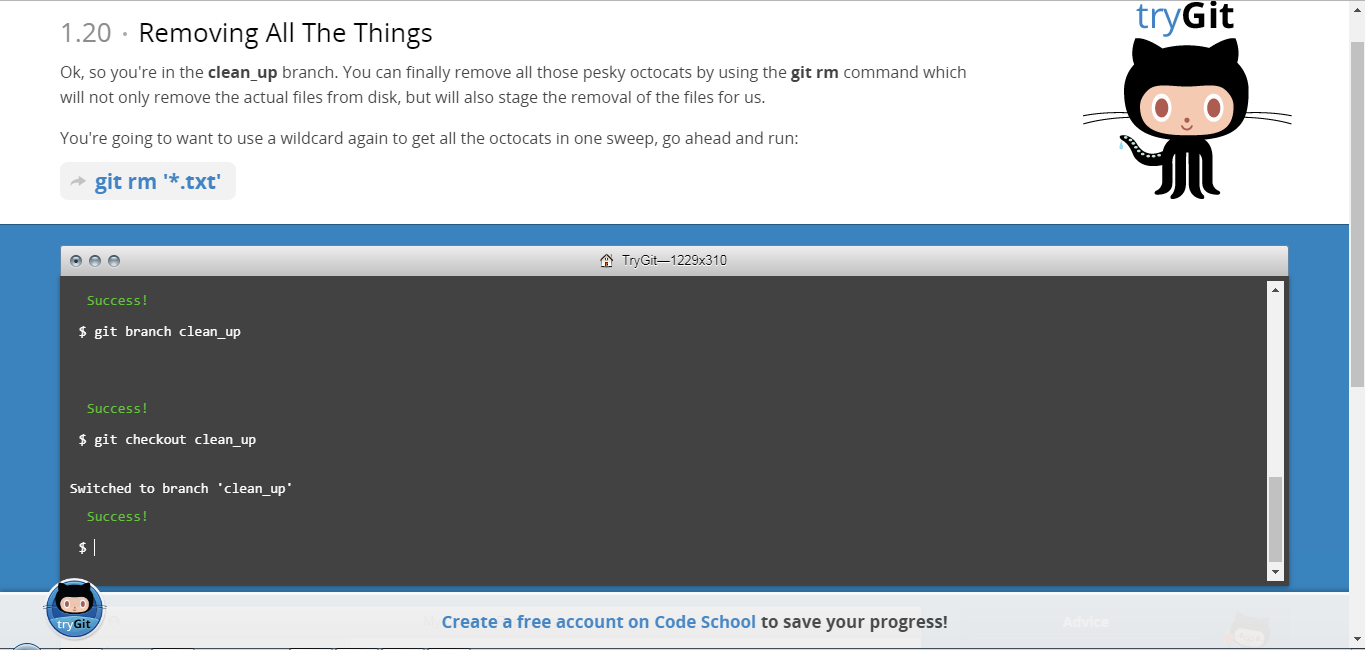 tryGit
1.20 · Removing All The Things
Ok, so you're in the clean_up branch. You can finally remove all those pesky octocats by using the git rm command which
will not only remove the actual files from disk, but will also stage the removal of the files for us.
You're going to want to use a wildcard again to get all the octocats in one sweep, go ahead and run:
git rm '*.txt'
TryGit—1229x310
Success!
$ git branch clean_up
Success!
$ git checkout clean_up
Switched to branch 'clean_up'
Success!
$
tryGit
Create a free account on Code School to save your progress!
Advice